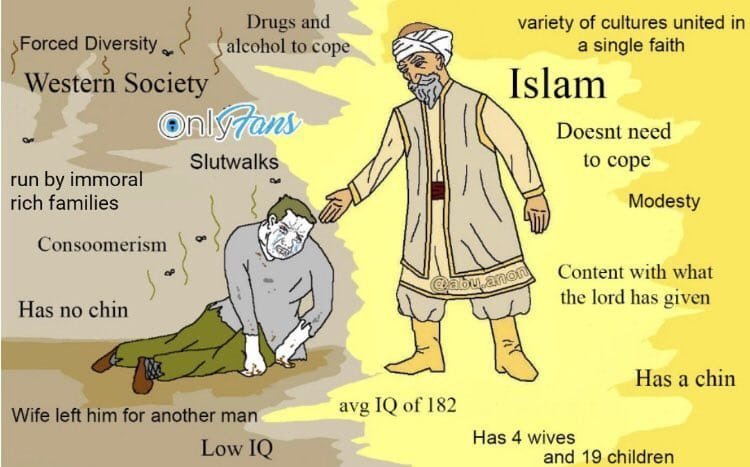 Forced Diversity
Drugs and
alcohol to cope
Western Society
OnlyFans
Slutwalks
run by immoral
rich families
Consoomerism
Has no chin
Wife left him for another man
Low IQ
variety of cultures united in
a single faith
Islam
Doesnt need
to cope
Modesty
@abu.anon
Content with what
the lord has given
Has a chin
avg IQ of 182
Has 4 wives
and 19 children